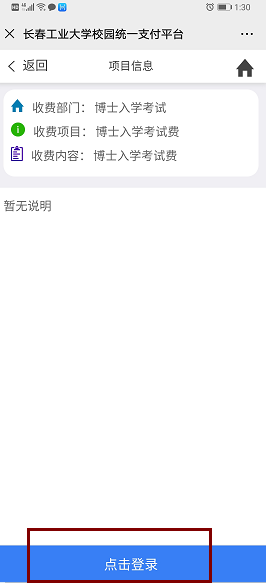 1:30
长春工业大学校园统一支付平台
返回 项目信息
收费部门： 博士入学考试
收费项目： 博士入学考试费
收费内容： 博士入学考试费
暂无说明
点击登录